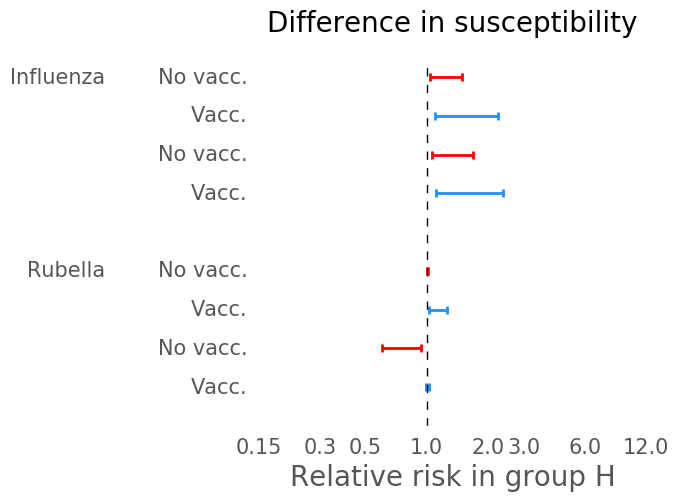 Difference in susceptibility
Influenza No vacc.
Vacc.
No vacc.
Vacc.
Rubella No vacc.
Vacc.
No vacc.
Vacc.
0.15 0.3 0.5 1.0 2.0 3.0 6.0 12.0
Relative risk in group H